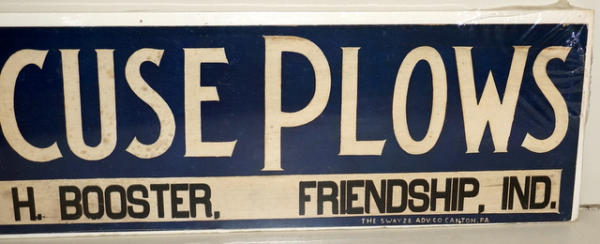 CUSE PLOWS
H. BOOSTER, FRIENDSHIP, IND.
THE SWAYZE ADV. CO CANTON, PA